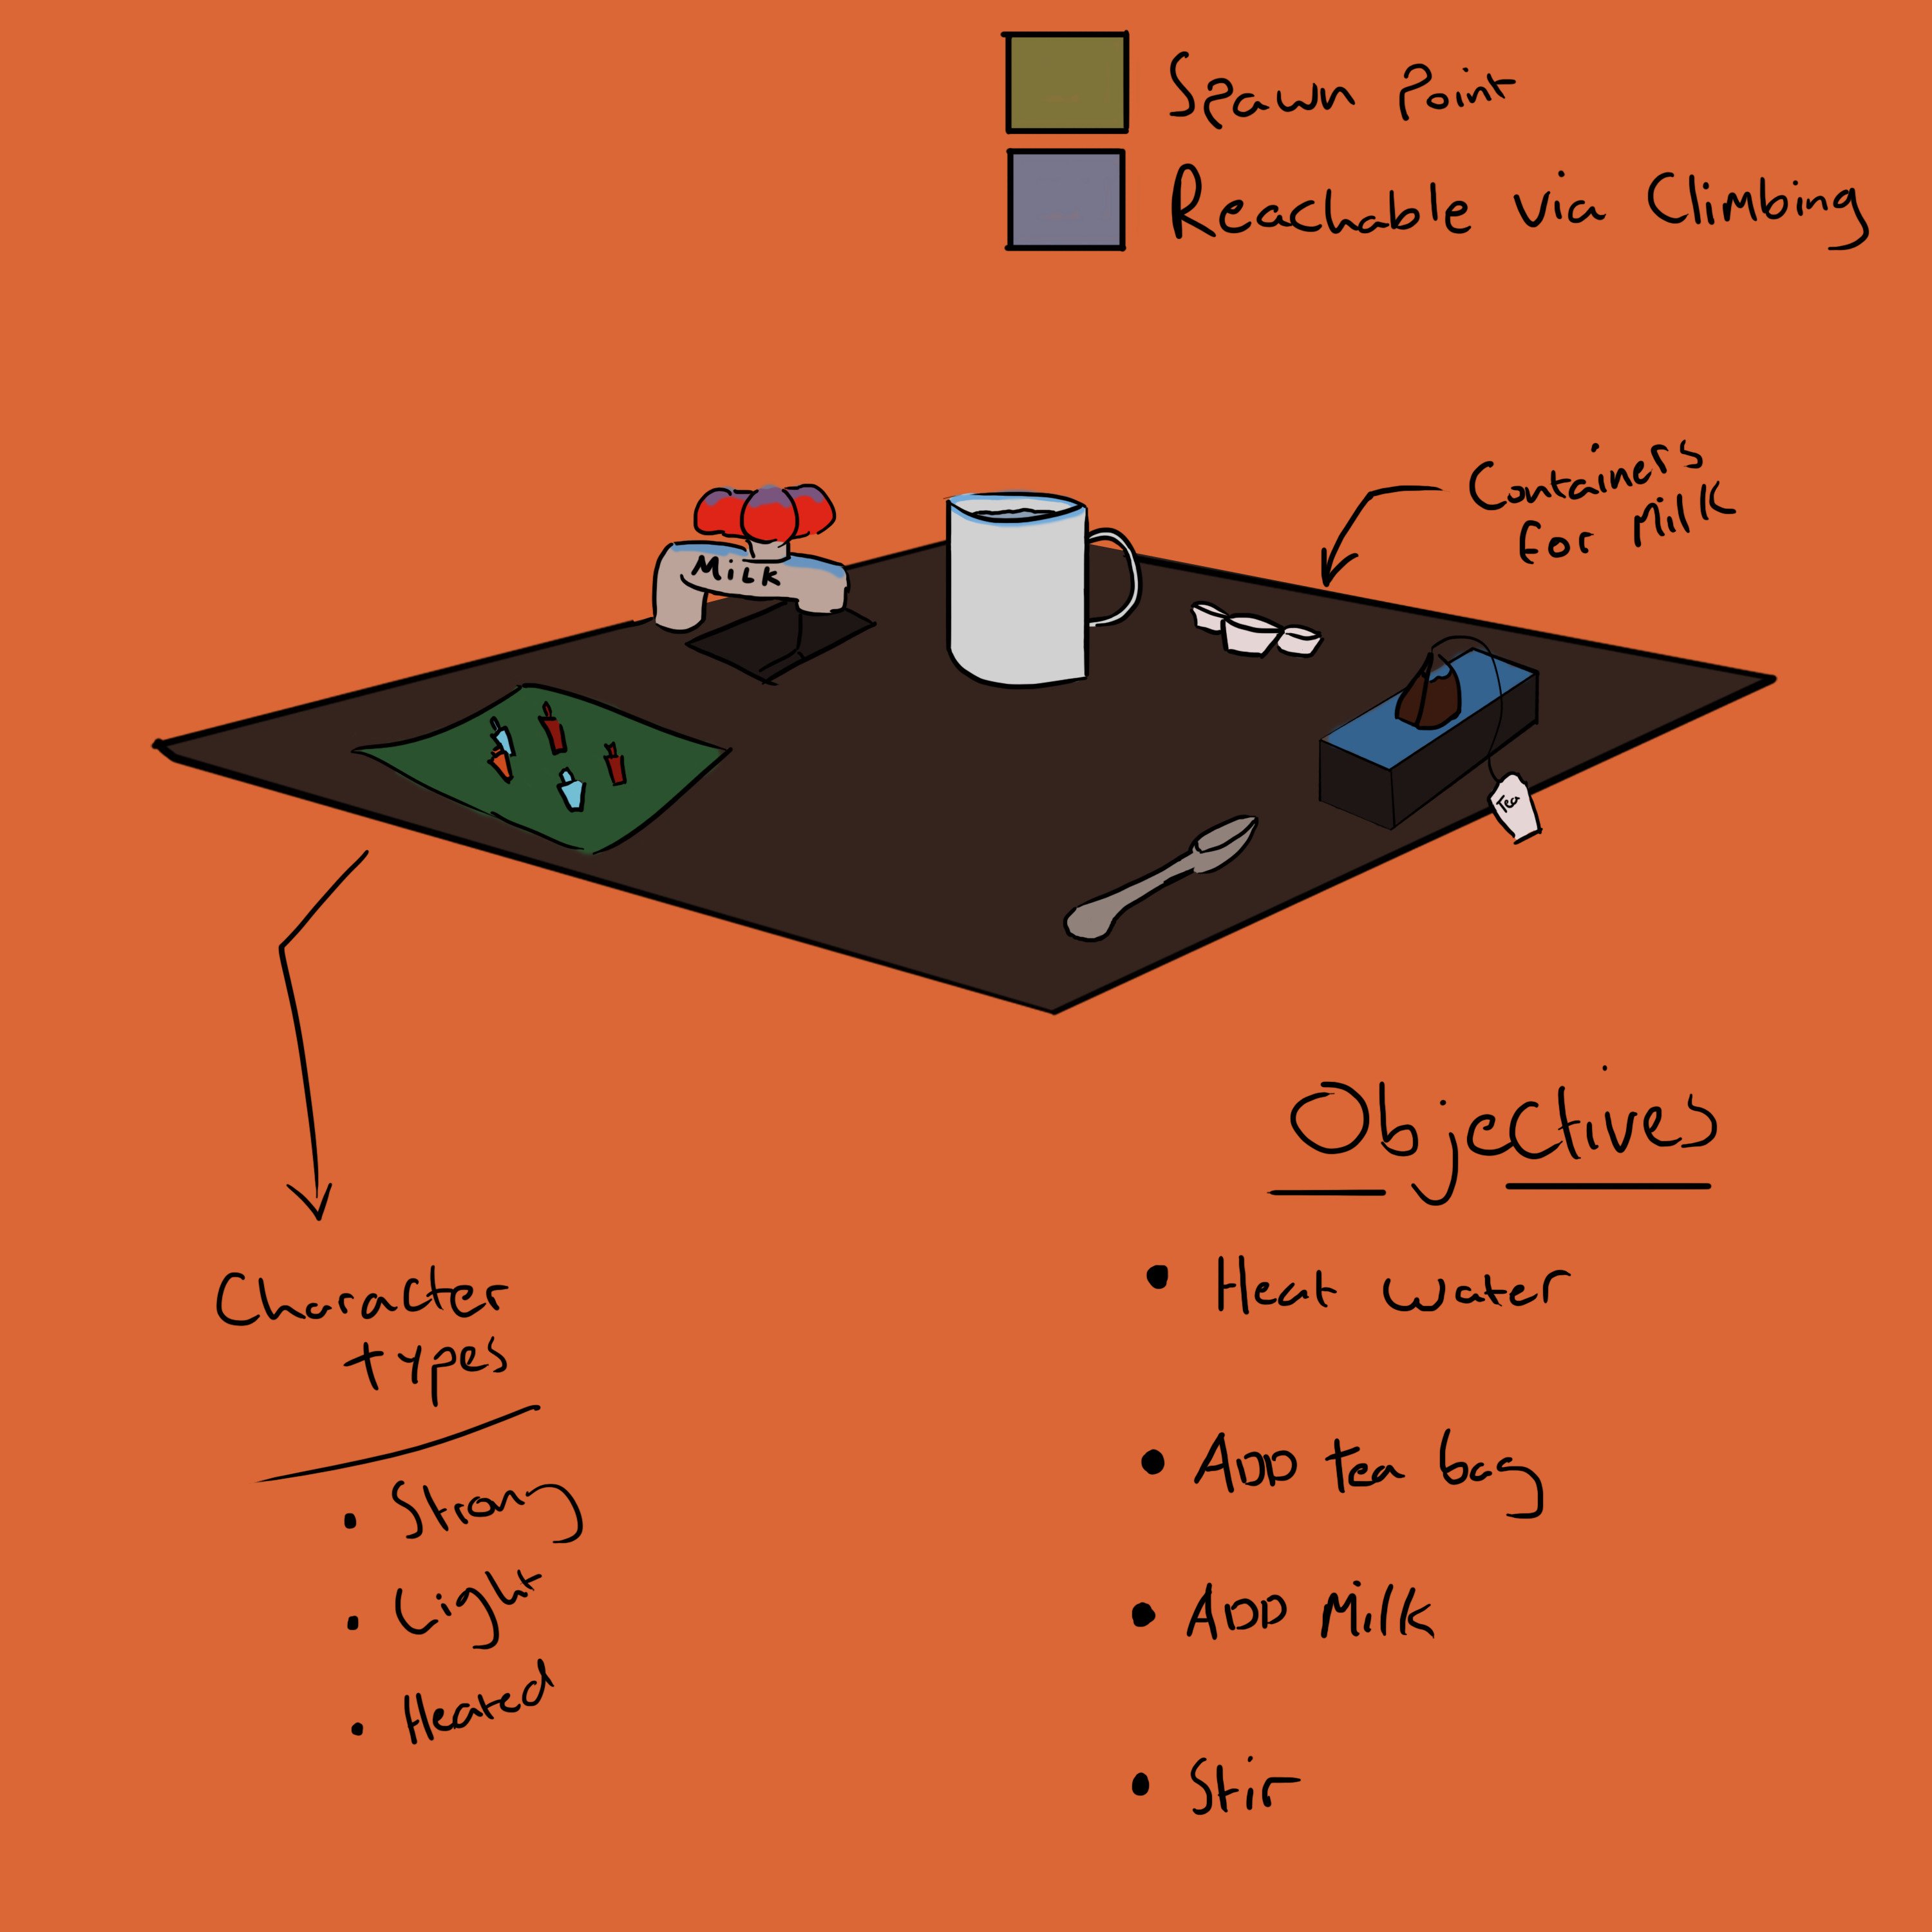 Spawn Point
Reachable via Climbing
Containers
for milk
MiLK
Tea
Objectives
Character
types
• Strong
• Light
• Heated
• Heat water
• ADD tea bag
• ADD Milk
• Stir